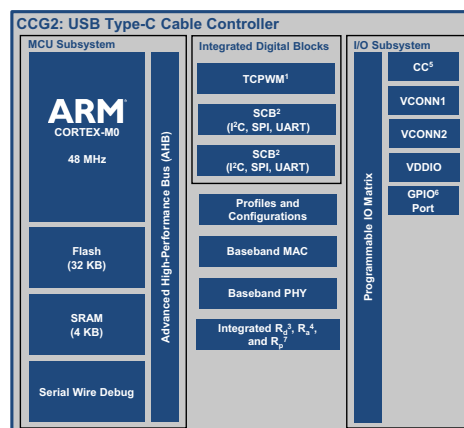 CCG2: USB Type-C Cable Controller
MCU Subsystem
ARM®
CORTEX-M0
48 MHz
Flash
(32 KB)
SRAM
(4 KB)
Serial Wire Debug
Advanced High-Performance Bus (AHB)
Integrated Digital Blocks
TCPWM¹
SCB²
(I²C, SPI, UART)
SCB²
(I²C, SPI, UART)
Profiles and
Configurations
Baseband MAC
Baseband PHY
Integrated Rd³, Ra⁴,
and Rp⁷
I/O Subsystem
Programmable IO Matrix
CC⁵
VCONN1
VCONN2
VDDIO
GPIO⁶
Port